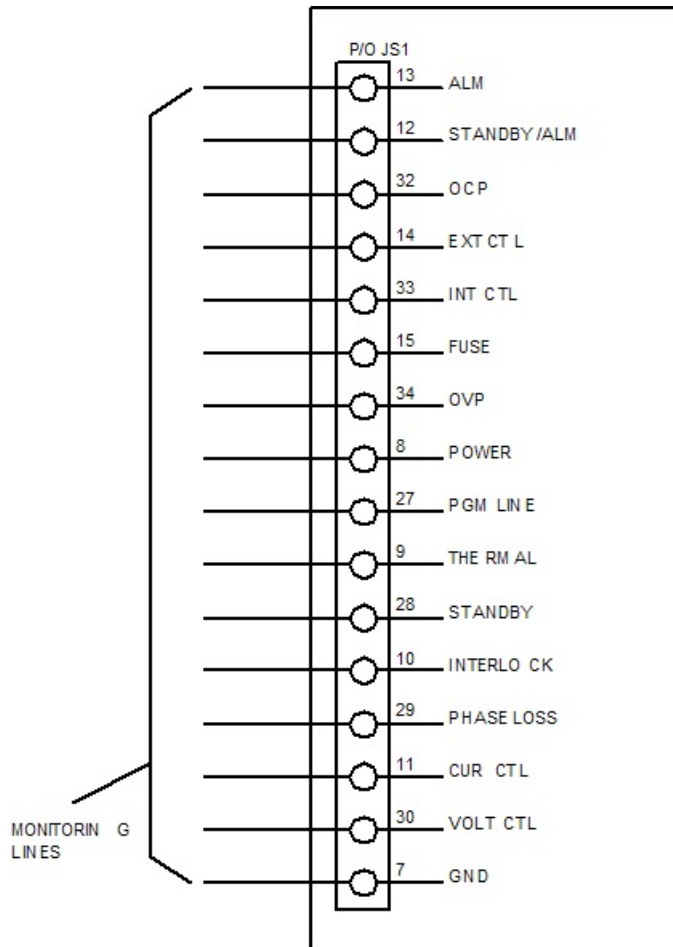 P/O JS1
13 ALM
12 STANDBY/ALM
32 OCP
14 EXT CTL
33 INT CTL
15 FUSE
34 OVP
8 POWER
27 PGM LINE
9 THERMAL
28 STANDBY
10 INTERLOCK
29 PHASE LOSS
11 CUR CTL
30 VOLT CTL
MONITORING
LINES
7 GND